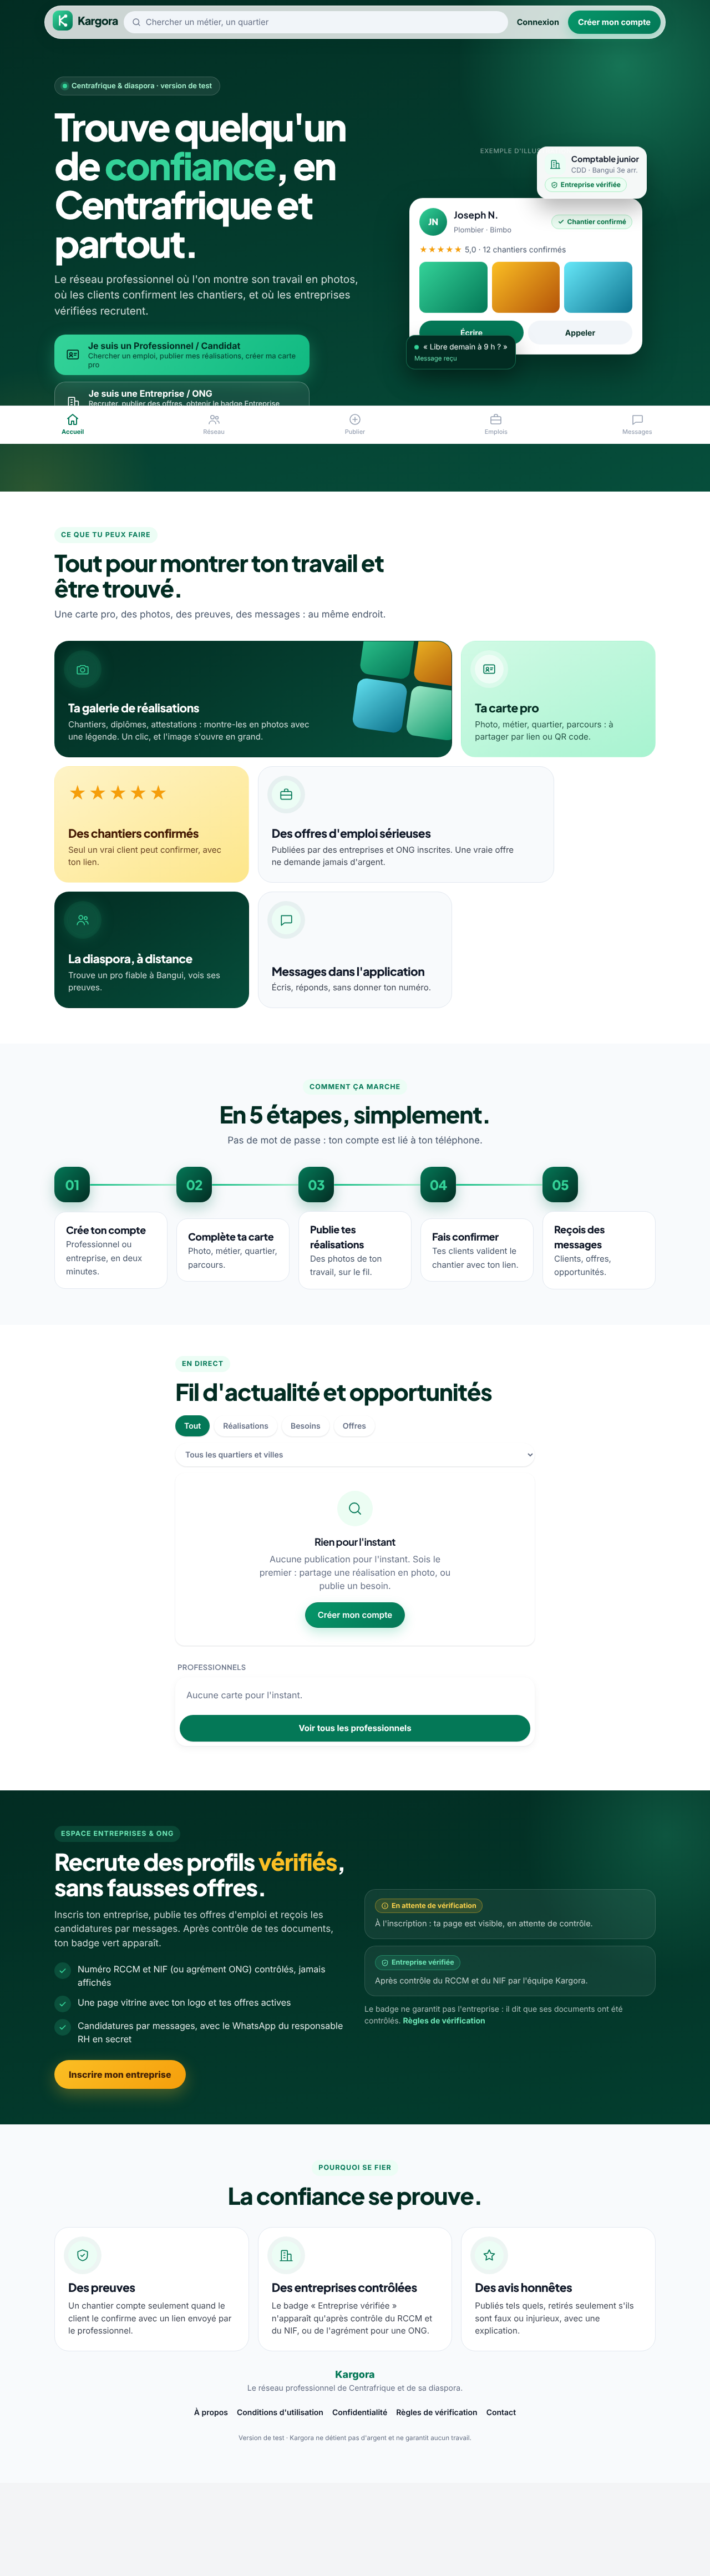 Kargora
Chercher un métier, un quartier
Connexion
Créer mon compte
Centrafrique & diaspora · version de test
Trouve quelqu'un
de confiance, en
Centrafrique et
partout.
Le réseau professionnel où l'on montre son travail en photos,
où les clients confirment les chantiers, et où les entreprises
vérifiées recrutent.
Je suis un Professionnel / Candidat
Chercher un emploi, publier mes réalisations, créer ma carte
pro
Je suis une Entreprise / ONG
Recruter, publier des offres, obtenir le badge Entreprise
EXEMPLE D'ILLUS
Comptable junior
CDD · Bangui 3e arr.
Entreprise vérifiée
JN
Joseph N.
Plombier · Bimbo
Chantier confirmé
★★★★★ 5,0 · 12 chantiers confirmés
Écrire
Appeler
« Libre demain à 9 h ? »
Message reçu
Accueil
Réseau
Publier
Emplois
Messages
CE QUE TU PEUX FAIRE
Tout pour montrer ton travail et
être trouvé.
Une carte pro, des photos, des preuves, des messages : au même endroit.
Ta galerie de réalisations
Chantiers, diplômes, attestations : montre-les en photos avec
une légende. Un clic, et l'image s'ouvre en grand.
Ta carte pro
Photo, métier, quartier, parcours : à
partager par lien ou QR code.
★★★★★
Des chantiers confirmés
Seul un vrai client peut confirmer, avec
ton lien.
Des offres d'emploi sérieuses
Publiées par des entreprises et ONG inscrites. Une vraie offre
ne demande jamais d'argent.
La diaspora, à distance
Trouve un pro fiable à Bangui, vois ses
preuves.
Messages dans l'application
Écris, réponds, sans donner ton numéro.
COMMENT ÇA MARCHE
En 5 étapes, simplement.
Pas de mot de passe : ton compte est lié à ton téléphone.
01
02
03
04
05
Crée ton compte
Professionnel ou
entreprise, en deux
minutes.
Complète ta carte
Photo, métier, quartier,
parcours.
Publie tes
réalisations
Des photos de ton
travail, sur le fil.
Fais confirmer
Tes clients valident le
chantier avec ton lien.
Reçois des
messages
Clients, offres,
opportunités.
EN DIRECT
Fil d'actualité et opportunités
Tout
Réalisations
Besoins
Offres
Tous les quartiers et villes
Rien pour l'instant
Aucune publication pour l'instant. Sois le
premier : partage une réalisation en photo, ou
publie un besoin.
Créer mon compte
PROFESSIONNELS
Aucune carte pour l'instant.
Voir tous les professionnels
ESPACE ENTREPRISES & ONG
Recrute des profils vérifiés,
sans fausses offres.
Inscris ton entreprise, publie tes offres d'emploi et reçois les
candidatures par messages. Après contrôle de tes documents,
ton badge vert apparaît.
Numéro RCCM et NIF (ou agrément ONG) contrôlés, jamais
affichés
Une page vitrine avec ton logo et tes offres actives
Candidatures par messages, avec le WhatsApp du responsable
RH en secret
Inscrire mon entreprise
En attente de vérification
À l'inscription : ta page est visible, en attente de contrôle.
Entreprise vérifiée
Après contrôle du RCCM et du NIF par l'équipe Kargora.
Le badge ne garantit pas l'entreprise : il dit que ses documents ont été
contrôlés. Règles de vérification
POURQUOI SE FIER
La confiance se prouve.
Des preuves
Un chantier compte seulement quand le
client le confirme avec un lien envoyé par
le professionnel.
Des entreprises contrôlées
Le badge « Entreprise vérifiée »
n'apparaît qu'après contrôle du RCCM et
du NIF, ou de l'agrément pour une ONG.
Des avis honnêtes
Publiés tels quels, retirés seulement s'ils
sont faux ou injurieux, avec une
explication.
Kargora
Le réseau professionnel de Centrafrique et de sa diaspora.
À propos
Conditions d'utilisation
Confidentialité
Règles de vérification
Contact
Version de test · Kargora ne détient pas d'argent et ne garantit aucun travail.